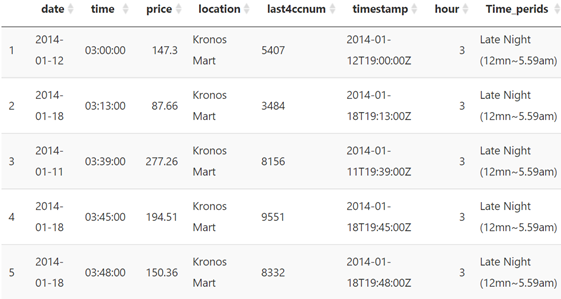 date time price location last4ccnum timestamp hour Time_perids
1 2014-01-12 03:00:00 147.3 Kronos Mart 5407 2014-01-12T19:00:00Z 3 Late Night (12mn~5.59am)
2 2014-01-18 03:13:00 87.66 Kronos Mart 3484 2014-01-18T19:13:00Z 3 Late Night (12mn~5.59am)
3 2014-01-11 03:39:00 277.26 Kronos Mart 8156 2014-01-11T19:39:00Z 3 Late Night (12mn~5.59am)
4 2014-01-18 03:45:00 194.51 Kronos Mart 9551 2014-01-18T19:45:00Z 3 Late Night (12mn~5.59am)
5 2014-01-18 03:48:00 150.36 Kronos Mart 8332 2014-01-18T19:48:00Z 3 Late Night (12mn~5.59am)